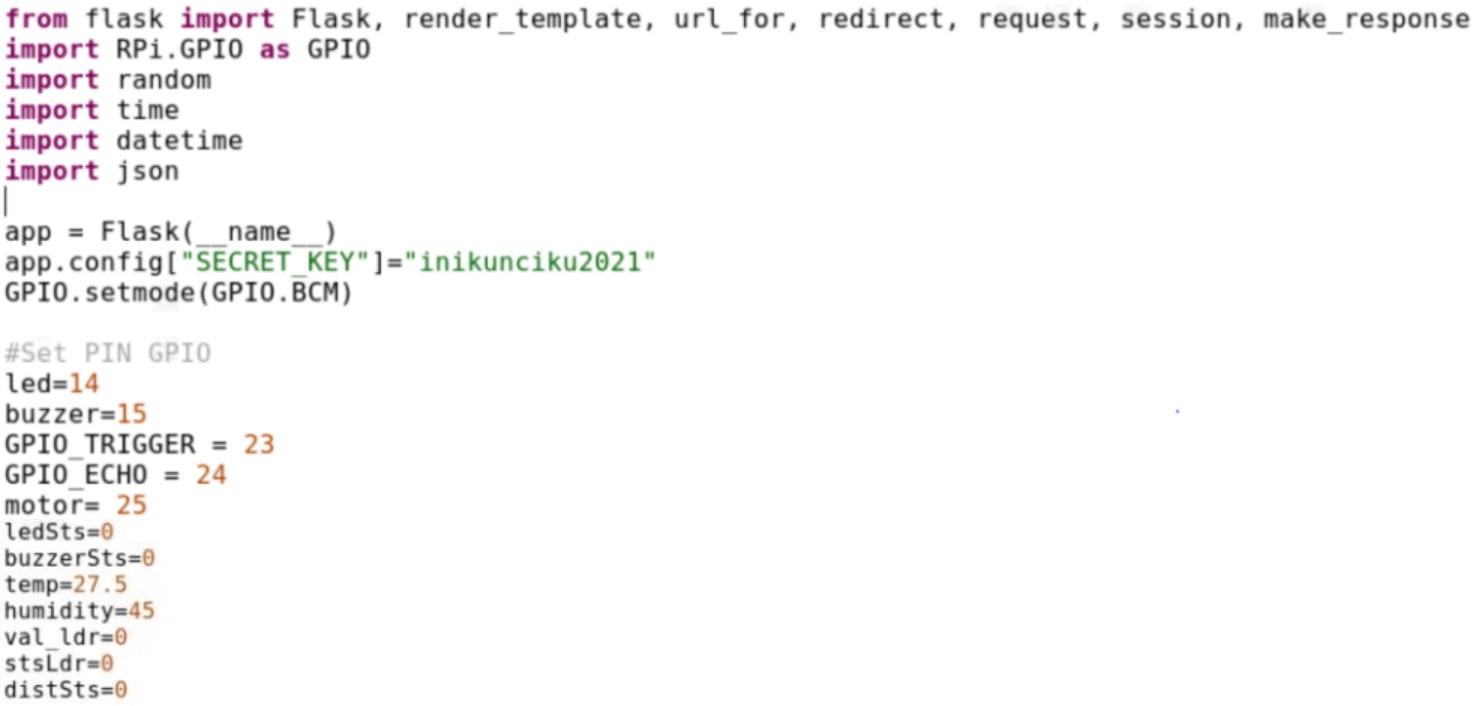 from flask import Flask, render_template, url_for, redirect, request, session, make_response
import RPi.GPIO as GPIO
import random
import time
import datetime
import json
app = Flask(__name__)
app.config["SECRET_KEY"]="inikunciku2021"
GPIO.setmode(GPIO.BCM)
#Set PIN GPIO
led=14
buzzer=15
GPIO_TRIGGER = 23
GPIO_ECHO = 24
motor= 25
ledSts=0
buzzerSts=0
temp=27.5
humidity=45
val_ldr=0
stsLdr=0
distSts=0